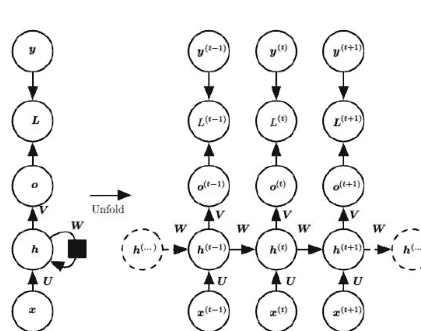 y y^(t−1) y^(t) y^(t+1)
L L^(t−1) L^(t) L^(t+1)
o o^(t−1) o^(t) o^(t+1)
Unfold
V V V V
W W W W W
h h^(...) h^(t−1) h^(t) h^(t+1) h^(...)
U U U U
x x^(t−1) x^(t) x^(t+1)